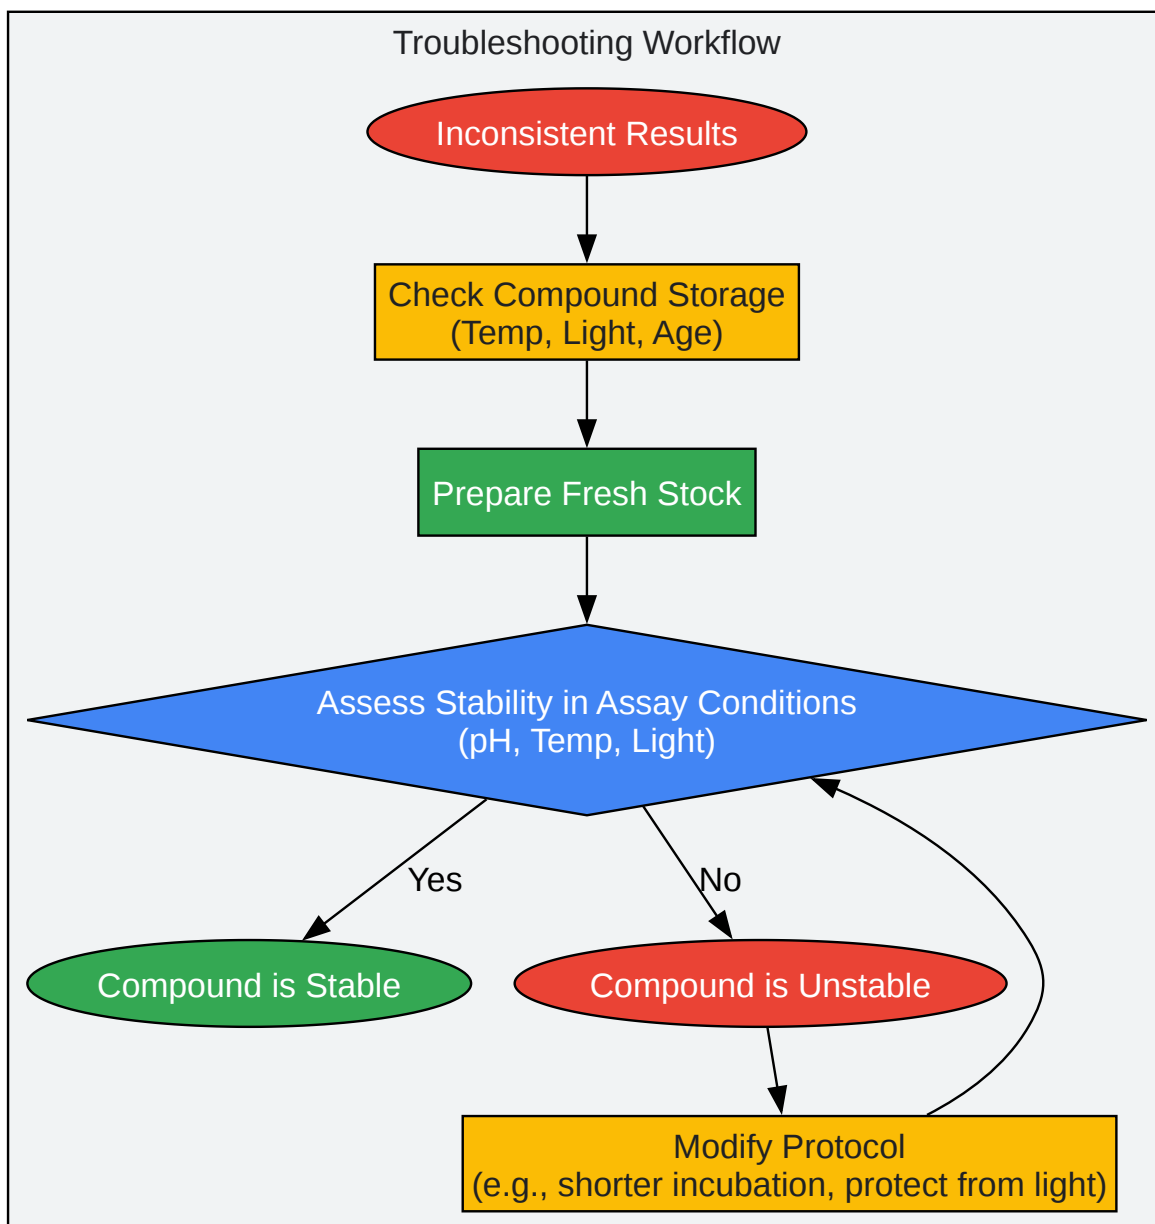 Troubleshooting Workflow
Inconsistent Results
Check Compound Storage
(Temp, Light, Age)
Prepare Fresh Stock
Assess Stability in Assay Conditions
(pH, Temp, Light)
Yes
No
Compound is Stable
Compound is Unstable
Modify Protocol
(e.g., shorter incubation, protect from light)